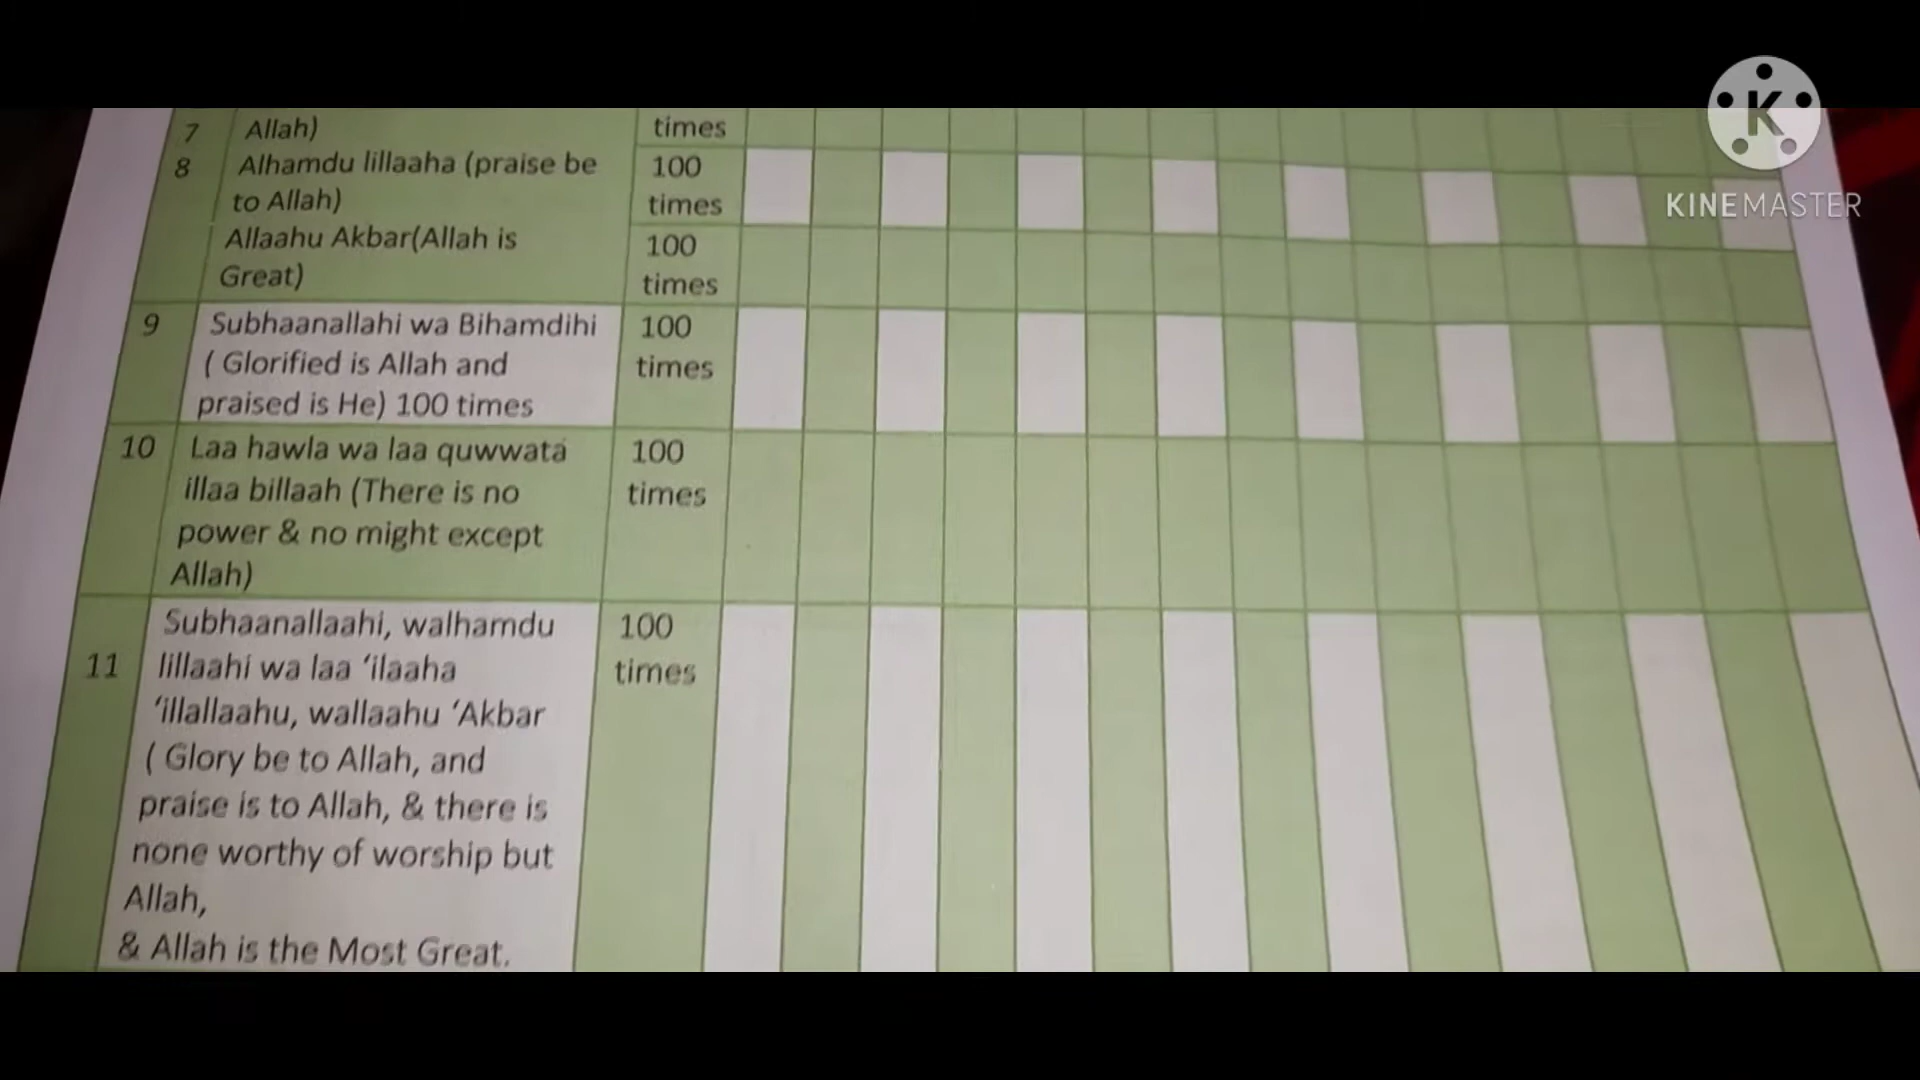 7 Allah) times
8 Alhamdu lillaaha (praise be 100
to Allah) times
Allaahu Akbar(Allah is 100
Great) times
9 Subhaanallahi wa Bihamdihi 100
( Glorified is Allah and times
praised is He) 100 times
10 Laa hawla wa laa quwwata 100
illaa billaah (There is no times
power & no might except
Allah)
Subhaanallaahi, walhamdu 100
11 lillaahi wa laa ‘ilaaha times
‘illallaahu, wallaahu ‘Akbar
( Glory be to Allah, and
praise is to Allah, & there is
none worthy of worship but
Allah,
& Allah is the Most Great.
K
KINEMASTER